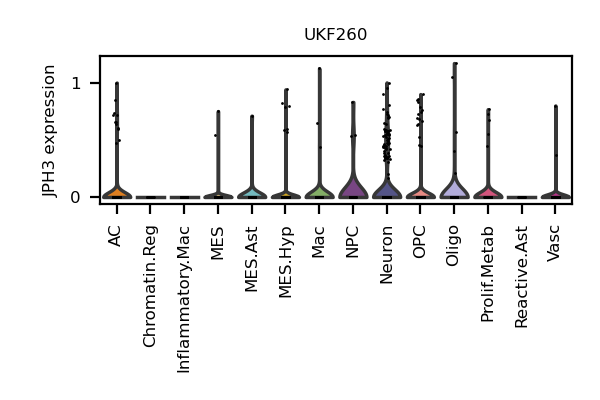 UKF260
JPH3 expression
1
0
AC
Chromatin.Reg
Inflammatory.Mac
MES
MES.Ast
MES.Hyp
Mac
NPC
Neuron
OPC
Oligo
Prolif.Metab
Reactive.Ast
Vasc